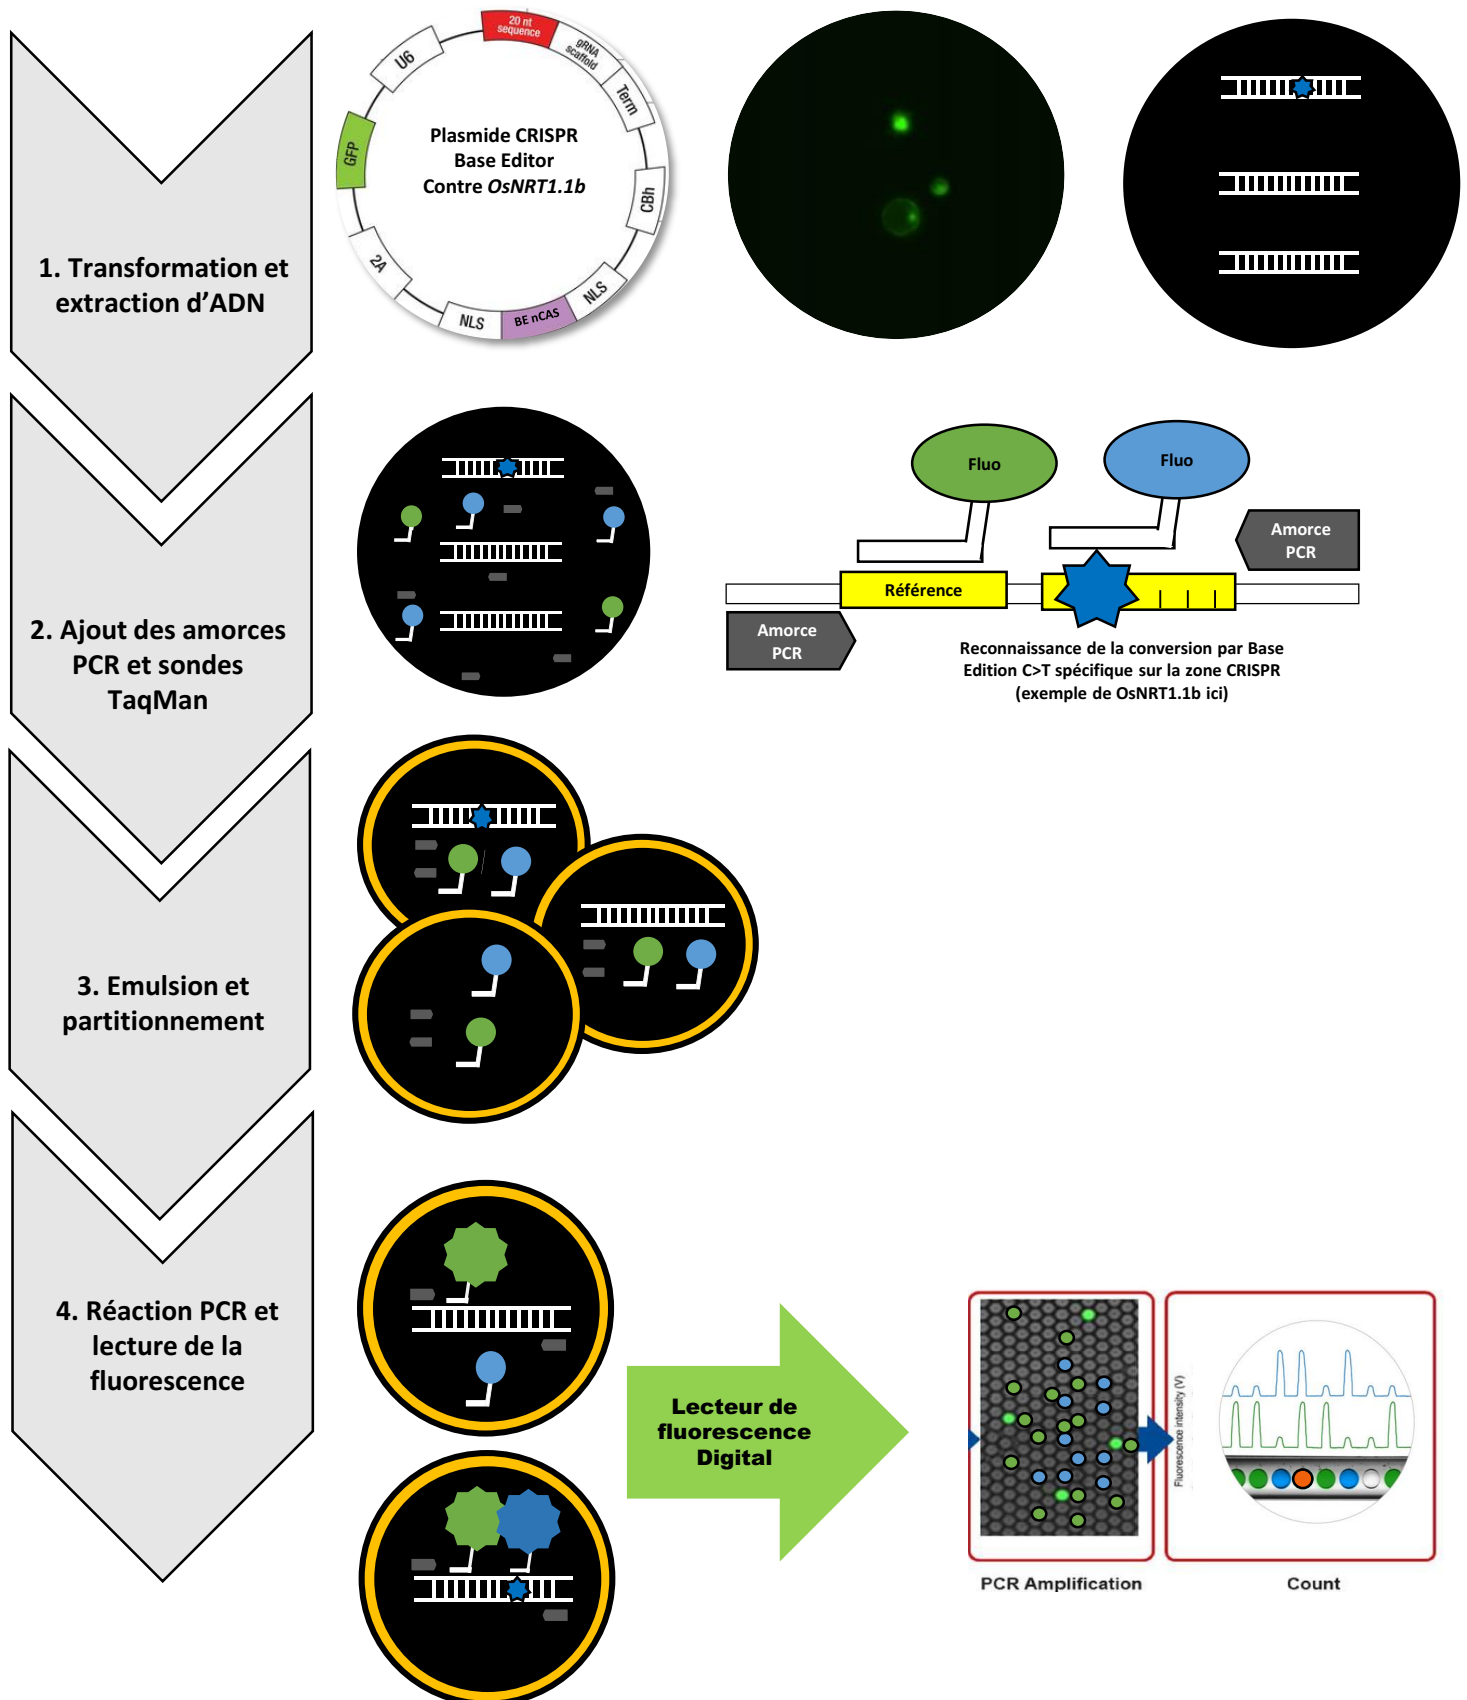 1. Transformation et
extraction d’ADN
20 nt
sequence
gRNA
scaffold
Term
CBh
NLS
BE nCAS
NLS
2A
GFP
U6
Plasmide CRISPR
Base Editor
Contre OsNRT1.1b
2. Ajout des amorces
PCR et sondes
TaqMan
Fluo
Fluo
Amorce
PCR
Référence
Amorce
PCR
Reconnaissance de la conversion par Base
Edition C>T spécifique sur la zone CRISPR
(exemple de OsNRT1.1b ici)
3. Emulsion et
partitionnement
4. Réaction PCR et
lecture de la
fluorescence
Lecteur de
fluorescence
Digital
Fluorescence intensity (V)
PCR Amplification
Count